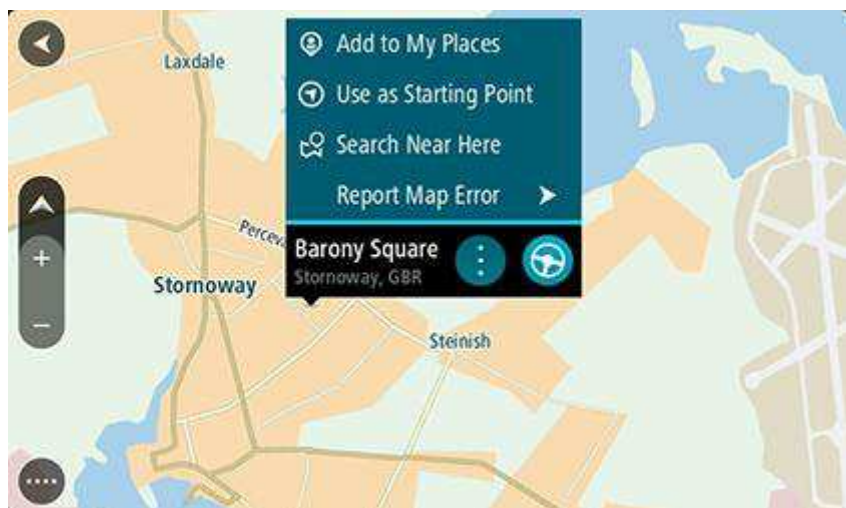 Add to My Places
Laxdale
Use as Starting Point
Search Near Here
Report Map Error
Barony Square
Stornoway, GBR
Stornoway
Steinish